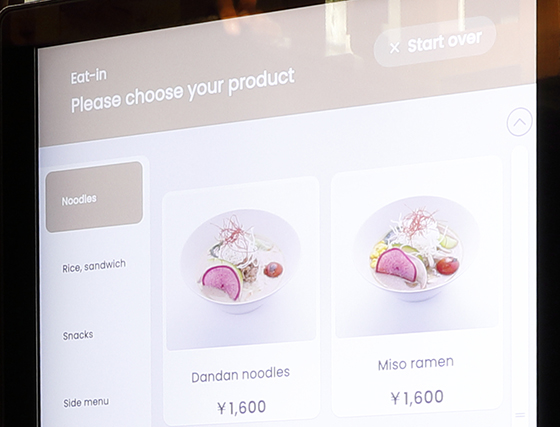 Eat-in
Please choose your product
× Start over
Noodles
Rice, sandwich
Snacks
Side menu
Dandan noodles
¥1,600
Miso ramen
¥1,600